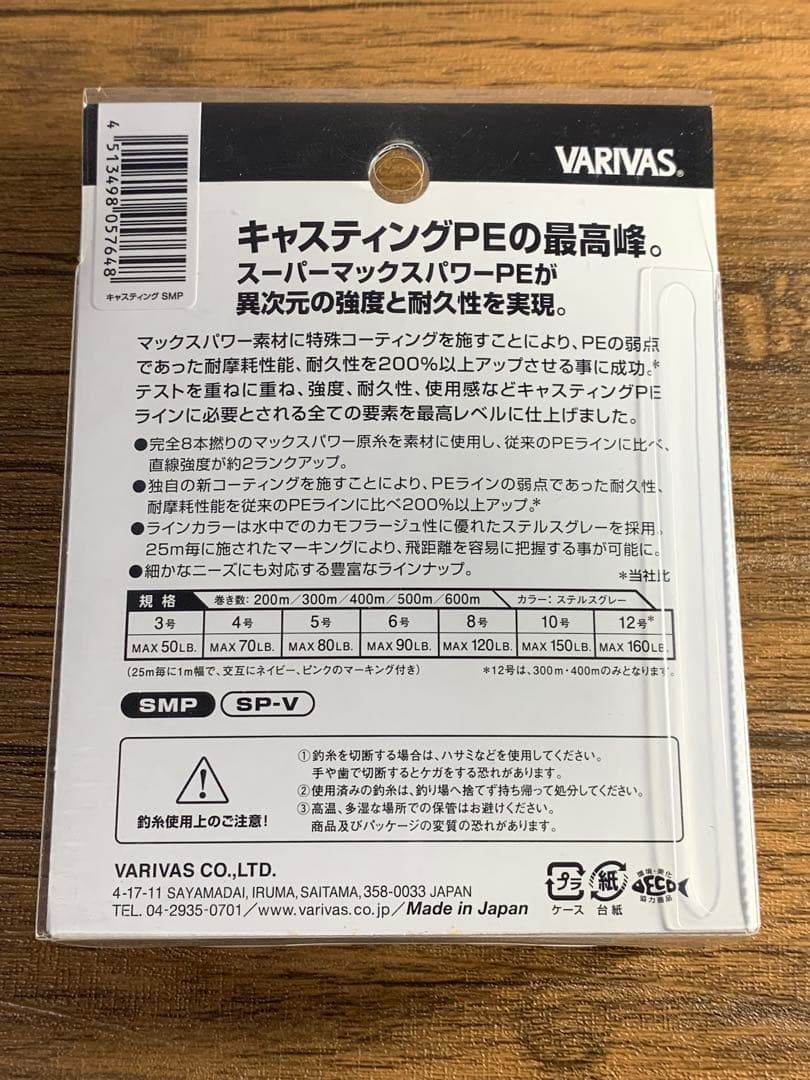 4513498057648
キャスティング SMP
VARIVAS®
キャスティングPEの最高峰。
スーパーマックスパワーPEが
異次元の強度と耐久性を実現。
マックスパワー素材に特殊コーティングを施すことにより、PEの弱点
であった耐摩耗性能、耐久性を200%以上アップさせる事に成功。*
テストを重ねに重ね、強度、耐久性、使用感などキャスティングPE
ラインに必要とされる全ての要素を最高レベルに仕上げました。
●完全8本撚りのマックスパワー原糸を素材に使用し、従来のPEラインに比べ、
直線強度が約2ランクアップ。
●独自の新コーティングを施すことにより、PEラインの弱点であった耐久性、
耐摩耗性能を従来のPEラインに比べ200%以上アップ。*
●ラインカラーは水中でのカモフラージュ性に優れたステルスグレーを採用。
25m毎に施されたマーキングにより、飛距離を容易に把握する事が可能に。
●細かなニーズにも対応する豊富なラインナップ。 *当社比
規格 巻き数：200m／300m／400m／500m／600m カラー：ステルスグレー
3号 4号 5号 6号 8号 10号 12号*
MAX 50LB. MAX 70LB. MAX 80LB. MAX 90LB. MAX 120LB. MAX 150LB. MAX 160LB.
(25m毎に1m幅で、交互にネイビー、ピンクのマーキング付き) *12号は、300m・400mのみとなります。
SMP SP-V
釣糸使用上のご注意!
①釣糸を切断する場合は、ハサミなどを使用してください。
手や歯で切断するとケガをする恐れがあります。
②使用済みの釣糸は、釣り場へ捨てず持ち帰って処分してください。
③高温、多湿な場所での保管はお避けください。
商品及びパッケージの変質の恐れがあります。
VARIVAS CO.,LTD.
4-17-11 SAYAMADAI, IRUMA, SAITAMA, 358-0033 JAPAN
TEL. 04-2935-0701／www.varivas.co.jp／Made in Japan
プラ
ケース
紙
台紙
環境・美化
ECO
協力商品